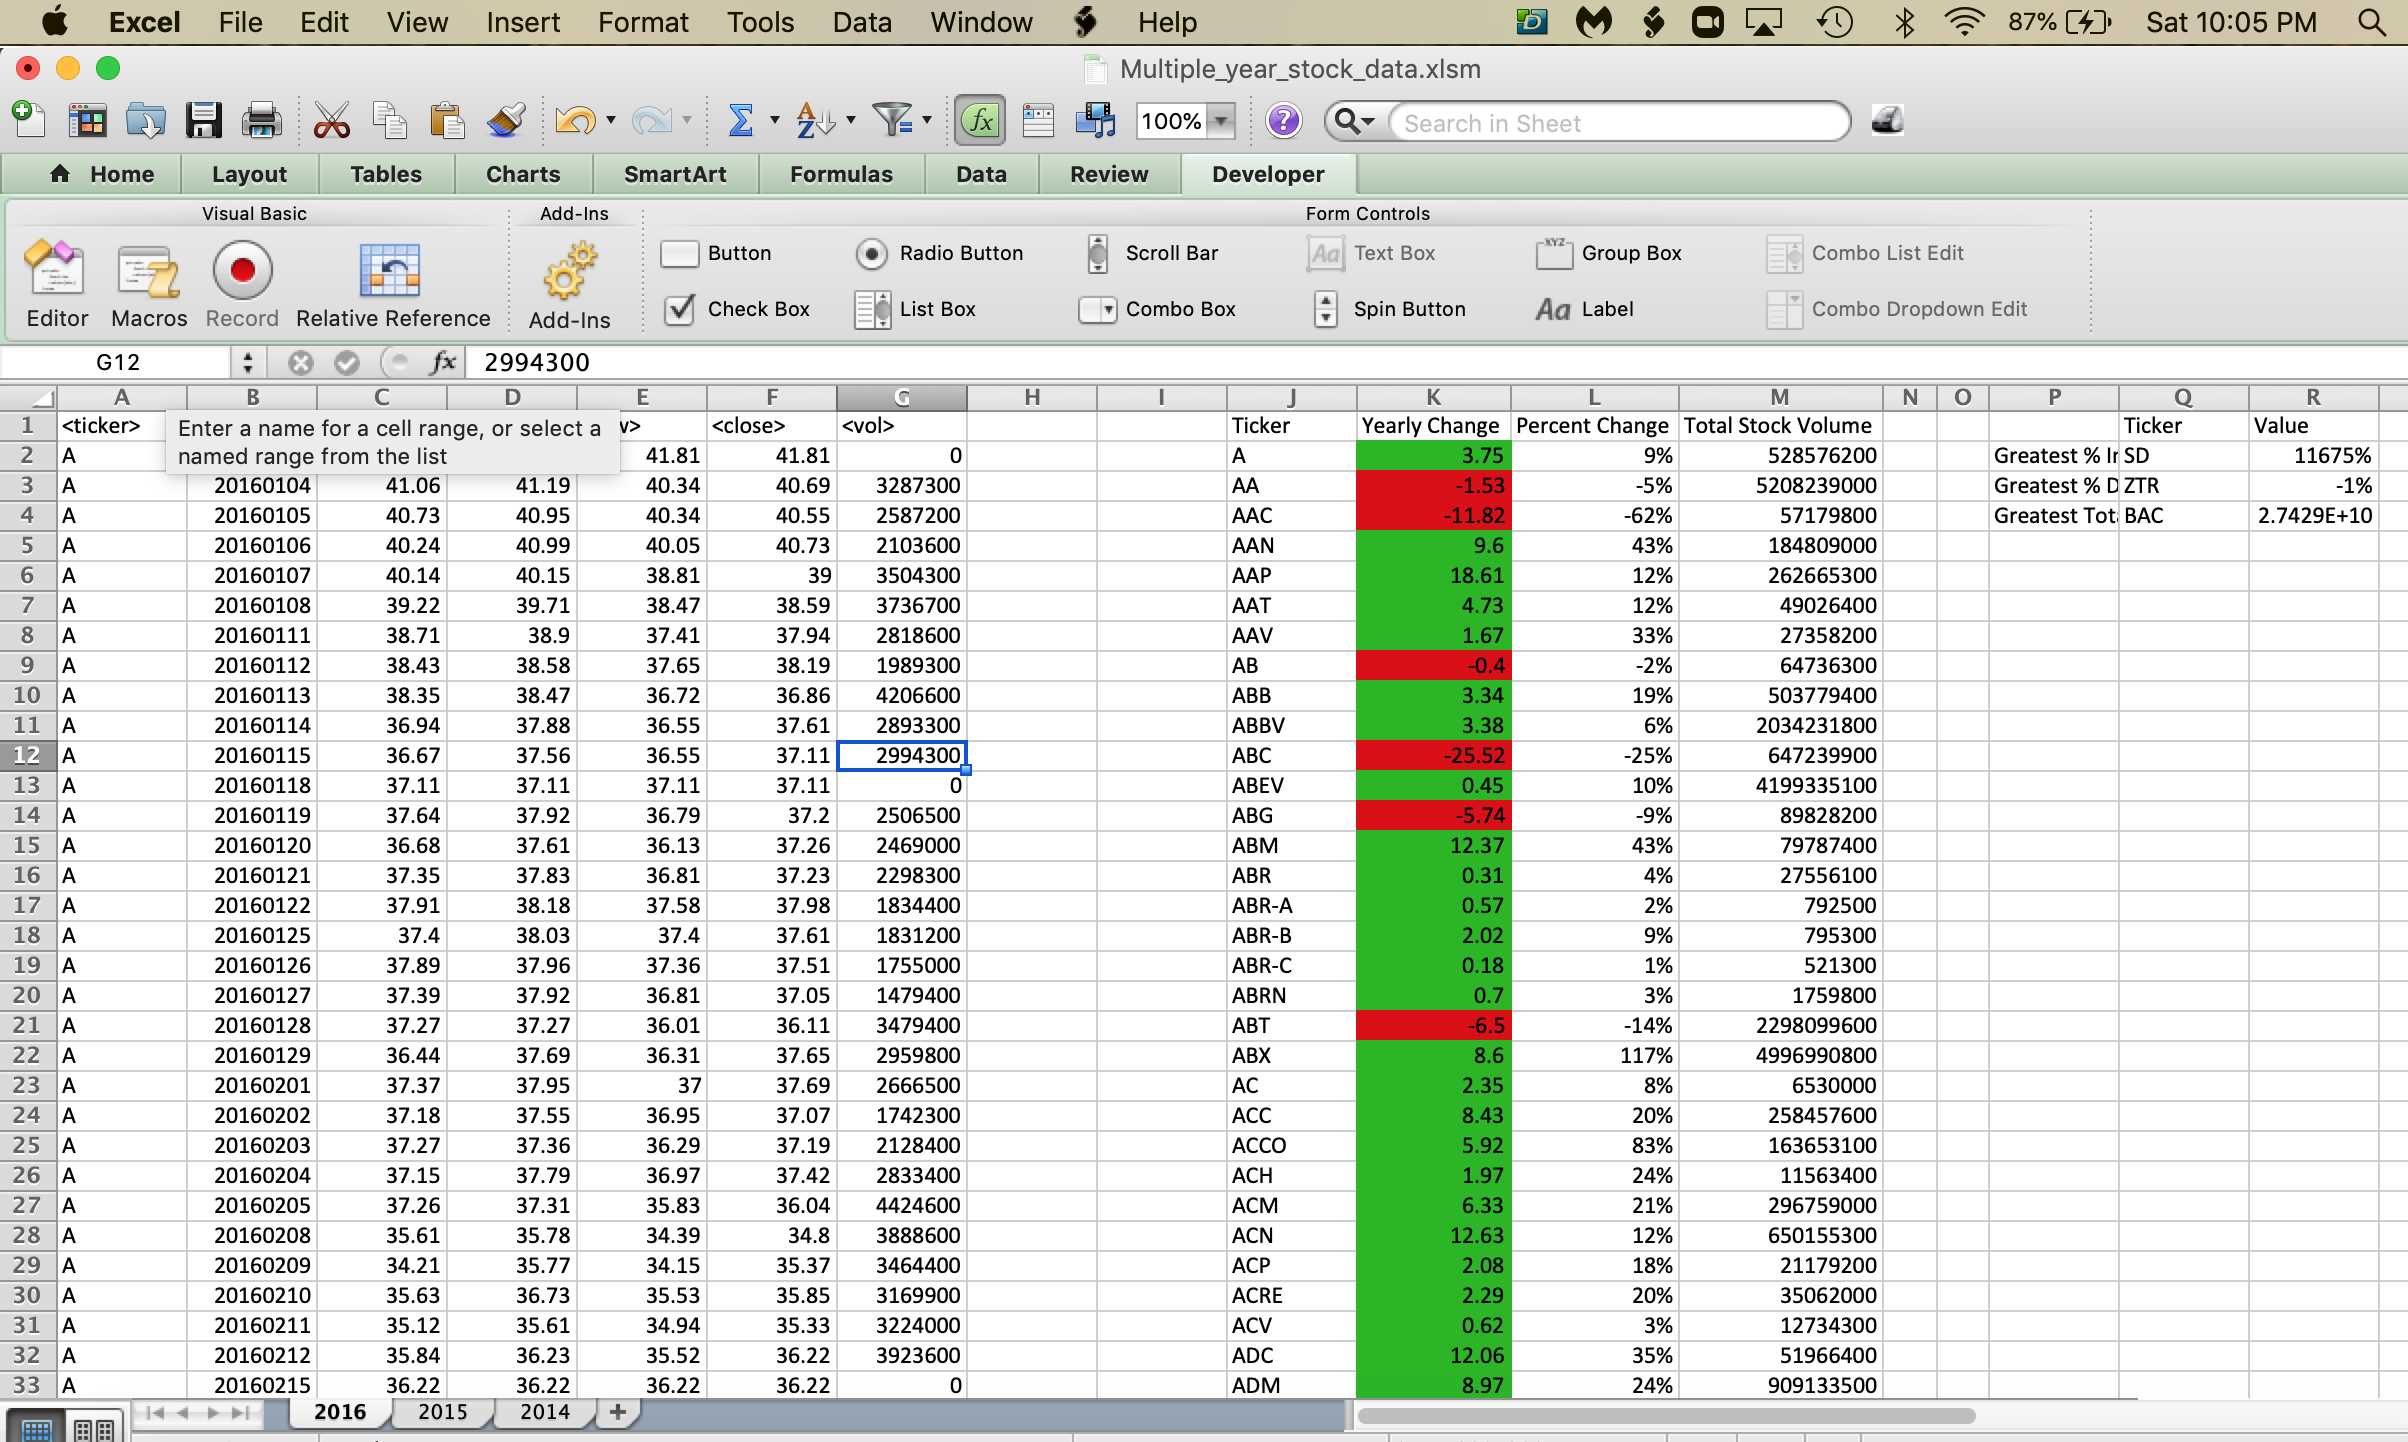 Excel File Edit View Insert Format Tools Data Window Help 87% Sat 10:05 PM
Multiple_year_stock_data.xlsm
100% Search in Sheet
Home Layout Tables Charts SmartArt Formulas Data Review Developer
Visual Basic Add-Ins Form Controls
Button Radio Button Scroll Bar Text Box Group Box Combo List Edit
Check Box List Box Combo Box Spin Button Label Combo Dropdown Edit
Editor Macros Record Relative Reference Add-Ins
G12 fx 2994300
A B C D E F G H I J K L M N O P Q R
1 <ticker> w> <close> <vol> Ticker Yearly Change Percent Change Total Stock Volume Ticker Value
Enter a name for a cell range, or select a
named range from the list
2 A 41.81 41.81 0 A 3.75 9% 528576200 Greatest % Ir SD 11675%
3 A 20160104 41.06 41.19 40.34 40.69 3287300 AA -1.53 -5% 5208239000 Greatest % D ZTR -1%
4 A 20160105 40.73 40.95 40.34 40.55 2587200 AAC -11.82 -62% 57179800 Greatest Tot BAC 2.7429E+10
5 A 20160106 40.24 40.99 40.05 40.73 2103600 AAN 9.6 43% 184809000
6 A 20160107 40.14 40.15 38.81 39 3504300 AAP 18.61 12% 262665300
7 A 20160108 39.22 39.71 38.47 38.59 3736700 AAT 4.73 12% 49026400
8 A 20160111 38.71 38.9 37.41 37.94 2818600 AAV 1.67 33% 27358200
9 A 20160112 38.43 38.58 37.65 38.19 1989300 AB -0.4 -2% 64736300
10 A 20160113 38.35 38.47 36.72 36.86 4206600 ABB 3.34 19% 503779400
11 A 20160114 36.94 37.88 36.55 37.61 2893300 ABBV 3.38 6% 2034231800
12 A 20160115 36.67 37.56 36.55 37.11 2994300 ABC -25.52 -25% 647239900
13 A 20160118 37.11 37.11 37.11 37.11 0 ABEV 0.45 10% 4199335100
14 A 20160119 37.64 37.92 36.79 37.2 2506500 ABG -5.74 -9% 89828200
15 A 20160120 36.68 37.61 36.13 37.26 2469000 ABM 12.37 43% 79787400
16 A 20160121 37.35 37.83 36.81 37.23 2298300 ABR 0.31 4% 27556100
17 A 20160122 37.91 38.18 37.58 37.98 1834400 ABR-A 0.57 2% 792500
18 A 20160125 37.4 38.03 37.4 37.61 1831200 ABR-B 2.02 9% 795300
19 A 20160126 37.89 37.96 37.36 37.51 1755000 ABR-C 0.18 1% 521300
20 A 20160127 37.39 37.92 36.81 37.05 1479400 ABRN 0.7 3% 1759800
21 A 20160128 37.27 37.27 36.01 36.11 3479400 ABT -6.5 -14% 2298099600
22 A 20160129 36.44 37.69 36.31 37.65 2959800 ABX 8.6 117% 4996990800
23 A 20160201 37.37 37.95 37 37.69 2666500 AC 2.35 8% 6530000
24 A 20160202 37.18 37.55 36.95 37.07 1742300 ACC 8.43 20% 258457600
25 A 20160203 37.27 37.36 36.29 37.19 2128400 ACCO 5.92 83% 163653100
26 A 20160204 37.15 37.79 36.97 37.42 2833400 ACH 1.97 24% 11563400
27 A 20160205 37.26 37.31 35.83 36.04 4424600 ACM 6.33 21% 296759000
28 A 20160208 35.61 35.78 34.39 34.8 3888600 ACN 12.63 12% 650155300
29 A 20160209 34.21 35.77 34.15 35.37 3464400 ACP 2.08 18% 21179200
30 A 20160210 35.63 36.73 35.53 35.85 3169900 ACRE 2.29 20% 35062000
31 A 20160211 35.12 35.61 34.94 35.33 3224000 ACV 0.62 3% 12734300
32 A 20160212 35.84 36.23 35.52 36.22 3923600 ADC 12.06 35% 51966400
33 A 20160215 36.22 36.22 36.22 36.22 0 ADM 8.97 24% 909133500
2016 2015 2014 +